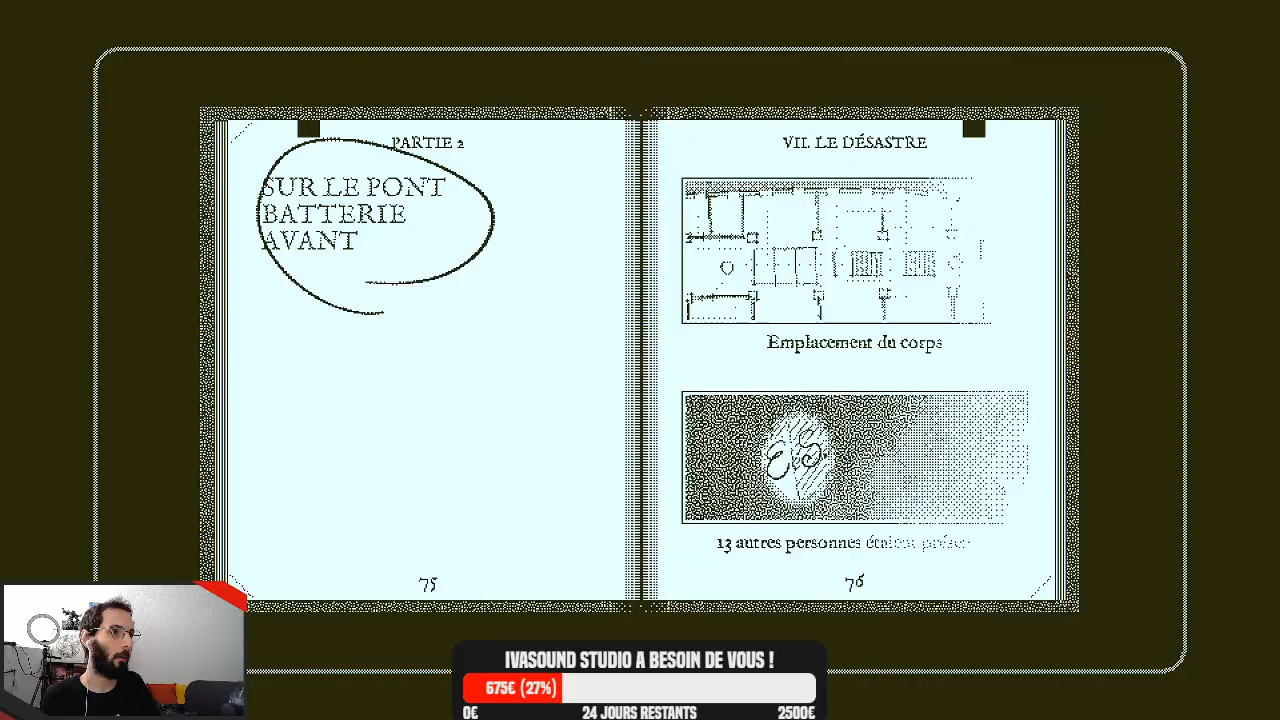 PARTIE 2
SUR LE PONT
BATTERIE
AVANT
75
VII. LE DÉSASTRE
Emplacement du corps
13 autres personnes étaient
76
IVASOUND STUDIO A BESOIN DE VOUS !
675€ (27%)
0€ 24 JOURS RESTANTS 2500€